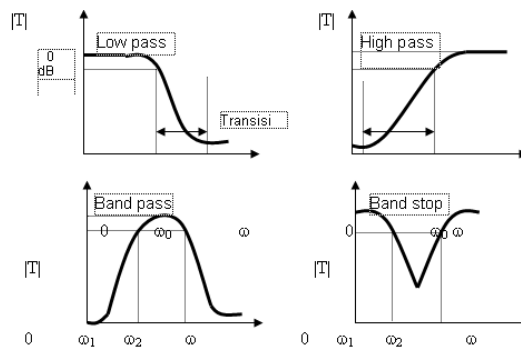 |T| Low pass |T| High pass
0
dB
Transisi
Band pass Band stop
0 ω₀ ω 0 ω₀ ω
|T| |T|
0 ω₁ ω₂ ω 0 ω₁ ω₂ ω